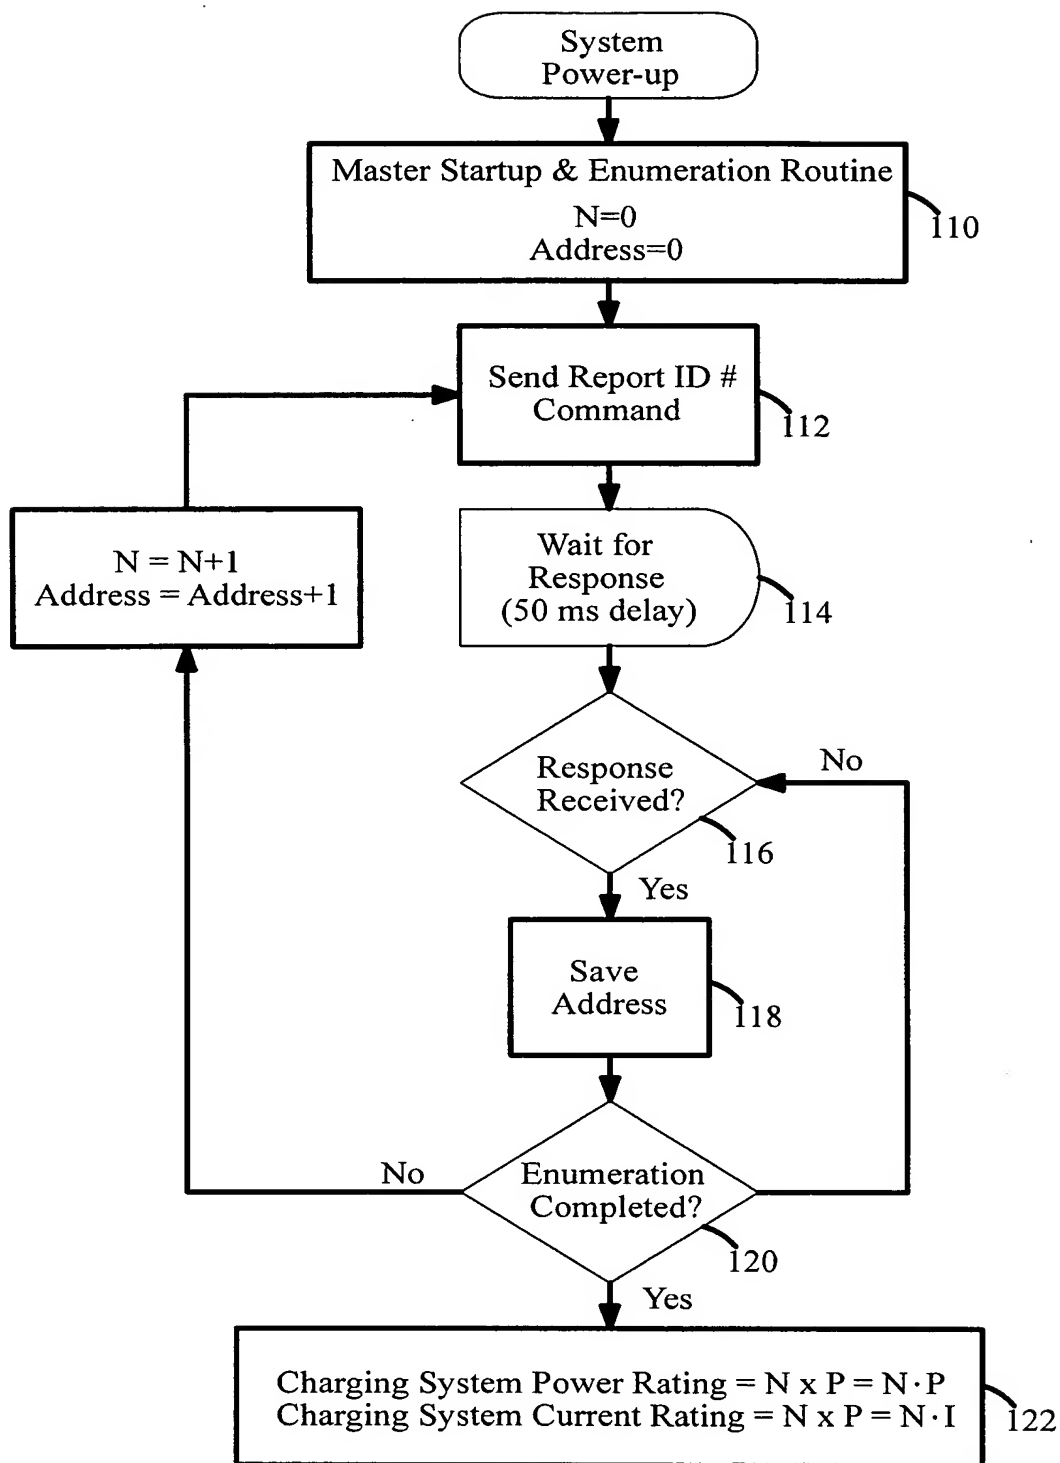 System
Power-up
Master Startup & Enumeration Routine
N=0
Address=0
110
Send Report ID #
Command
112
N = N+1
Address = Address+1
Wait for
Response
(50 ms delay)
114
Response
Received?
No
116
Yes
Save
Address
118
No
Enumeration
Completed?
120
Yes
Charging System Power Rating = N x P = N·P
Charging System Current Rating = N x P = N·I
122